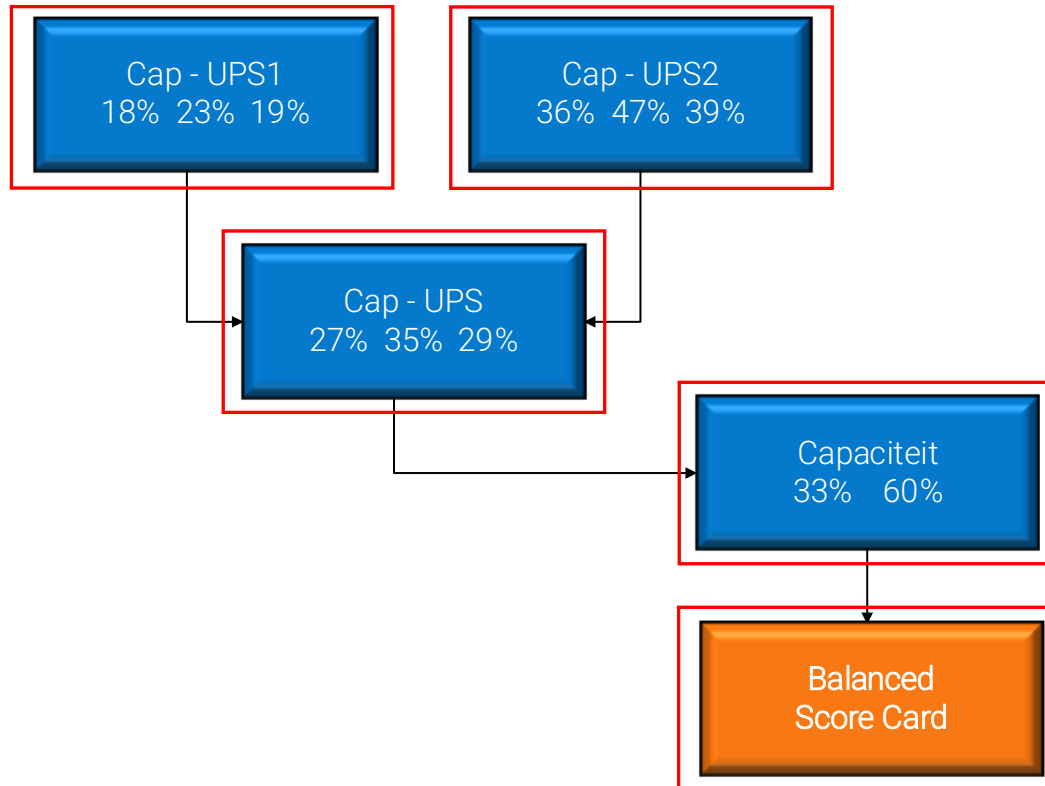 Cap - UPS1
18% 23% 19%
Cap - UPS2
36% 47% 39%
Cap - UPS
27% 35% 29%
Capaciteit
33% 60%
Balanced
Score Card